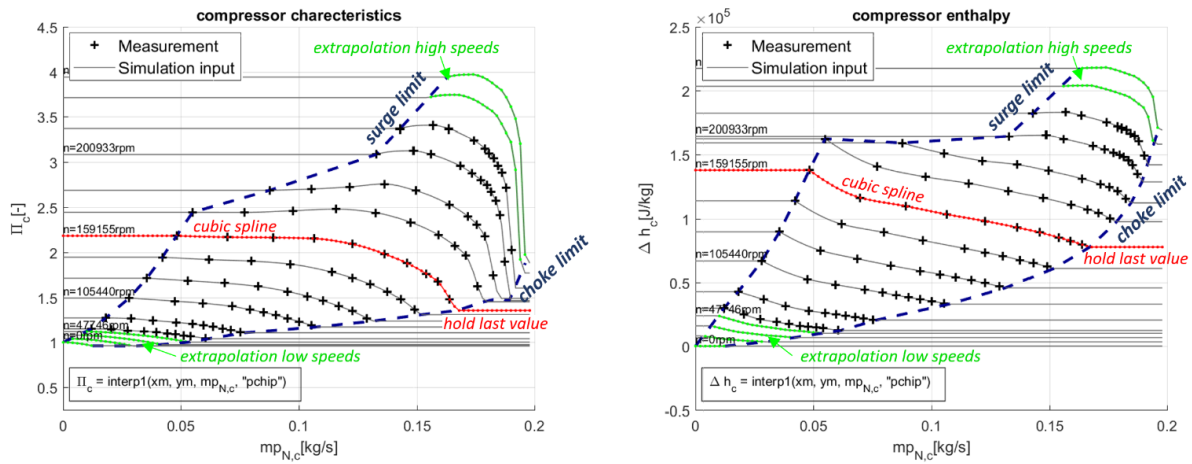 compressor charecteristics
4.5
4
3.5
3
2.5
2
1.5
1
0.5
Π_c[-]
+ Measurement
Simulation input
extrapolation high speeds
surge limit
n=200933rpm
n=159155rpm
cubic spline
n=105440rpm
choke limit
hold last value
n=47746rpm
n=0rpm
extrapolation low speeds
Π_c = interp1(xm, ym, mp_N,c, "pchip")
0
0.05
0.1
0.15
0.2
mp_N,c[kg/s]
compressor enthalpy
×10^5
2.5
2
1.5
1
0.5
0
-0.5
Δ h_c[J/kg]
+ Measurement
Simulation input
extrapolation high speeds
surge limit
n=200933rpm
n=159155rpm
cubic spline
choke limit
n=105440rpm
hold last value
n=47746rpm
n=0rpm
extrapolation low speeds
Δ h_c = interp1(xm, ym, mp_N,c, "pchip")
0
0.05
0.1
0.15
0.2
mp_N,c[kg/s]